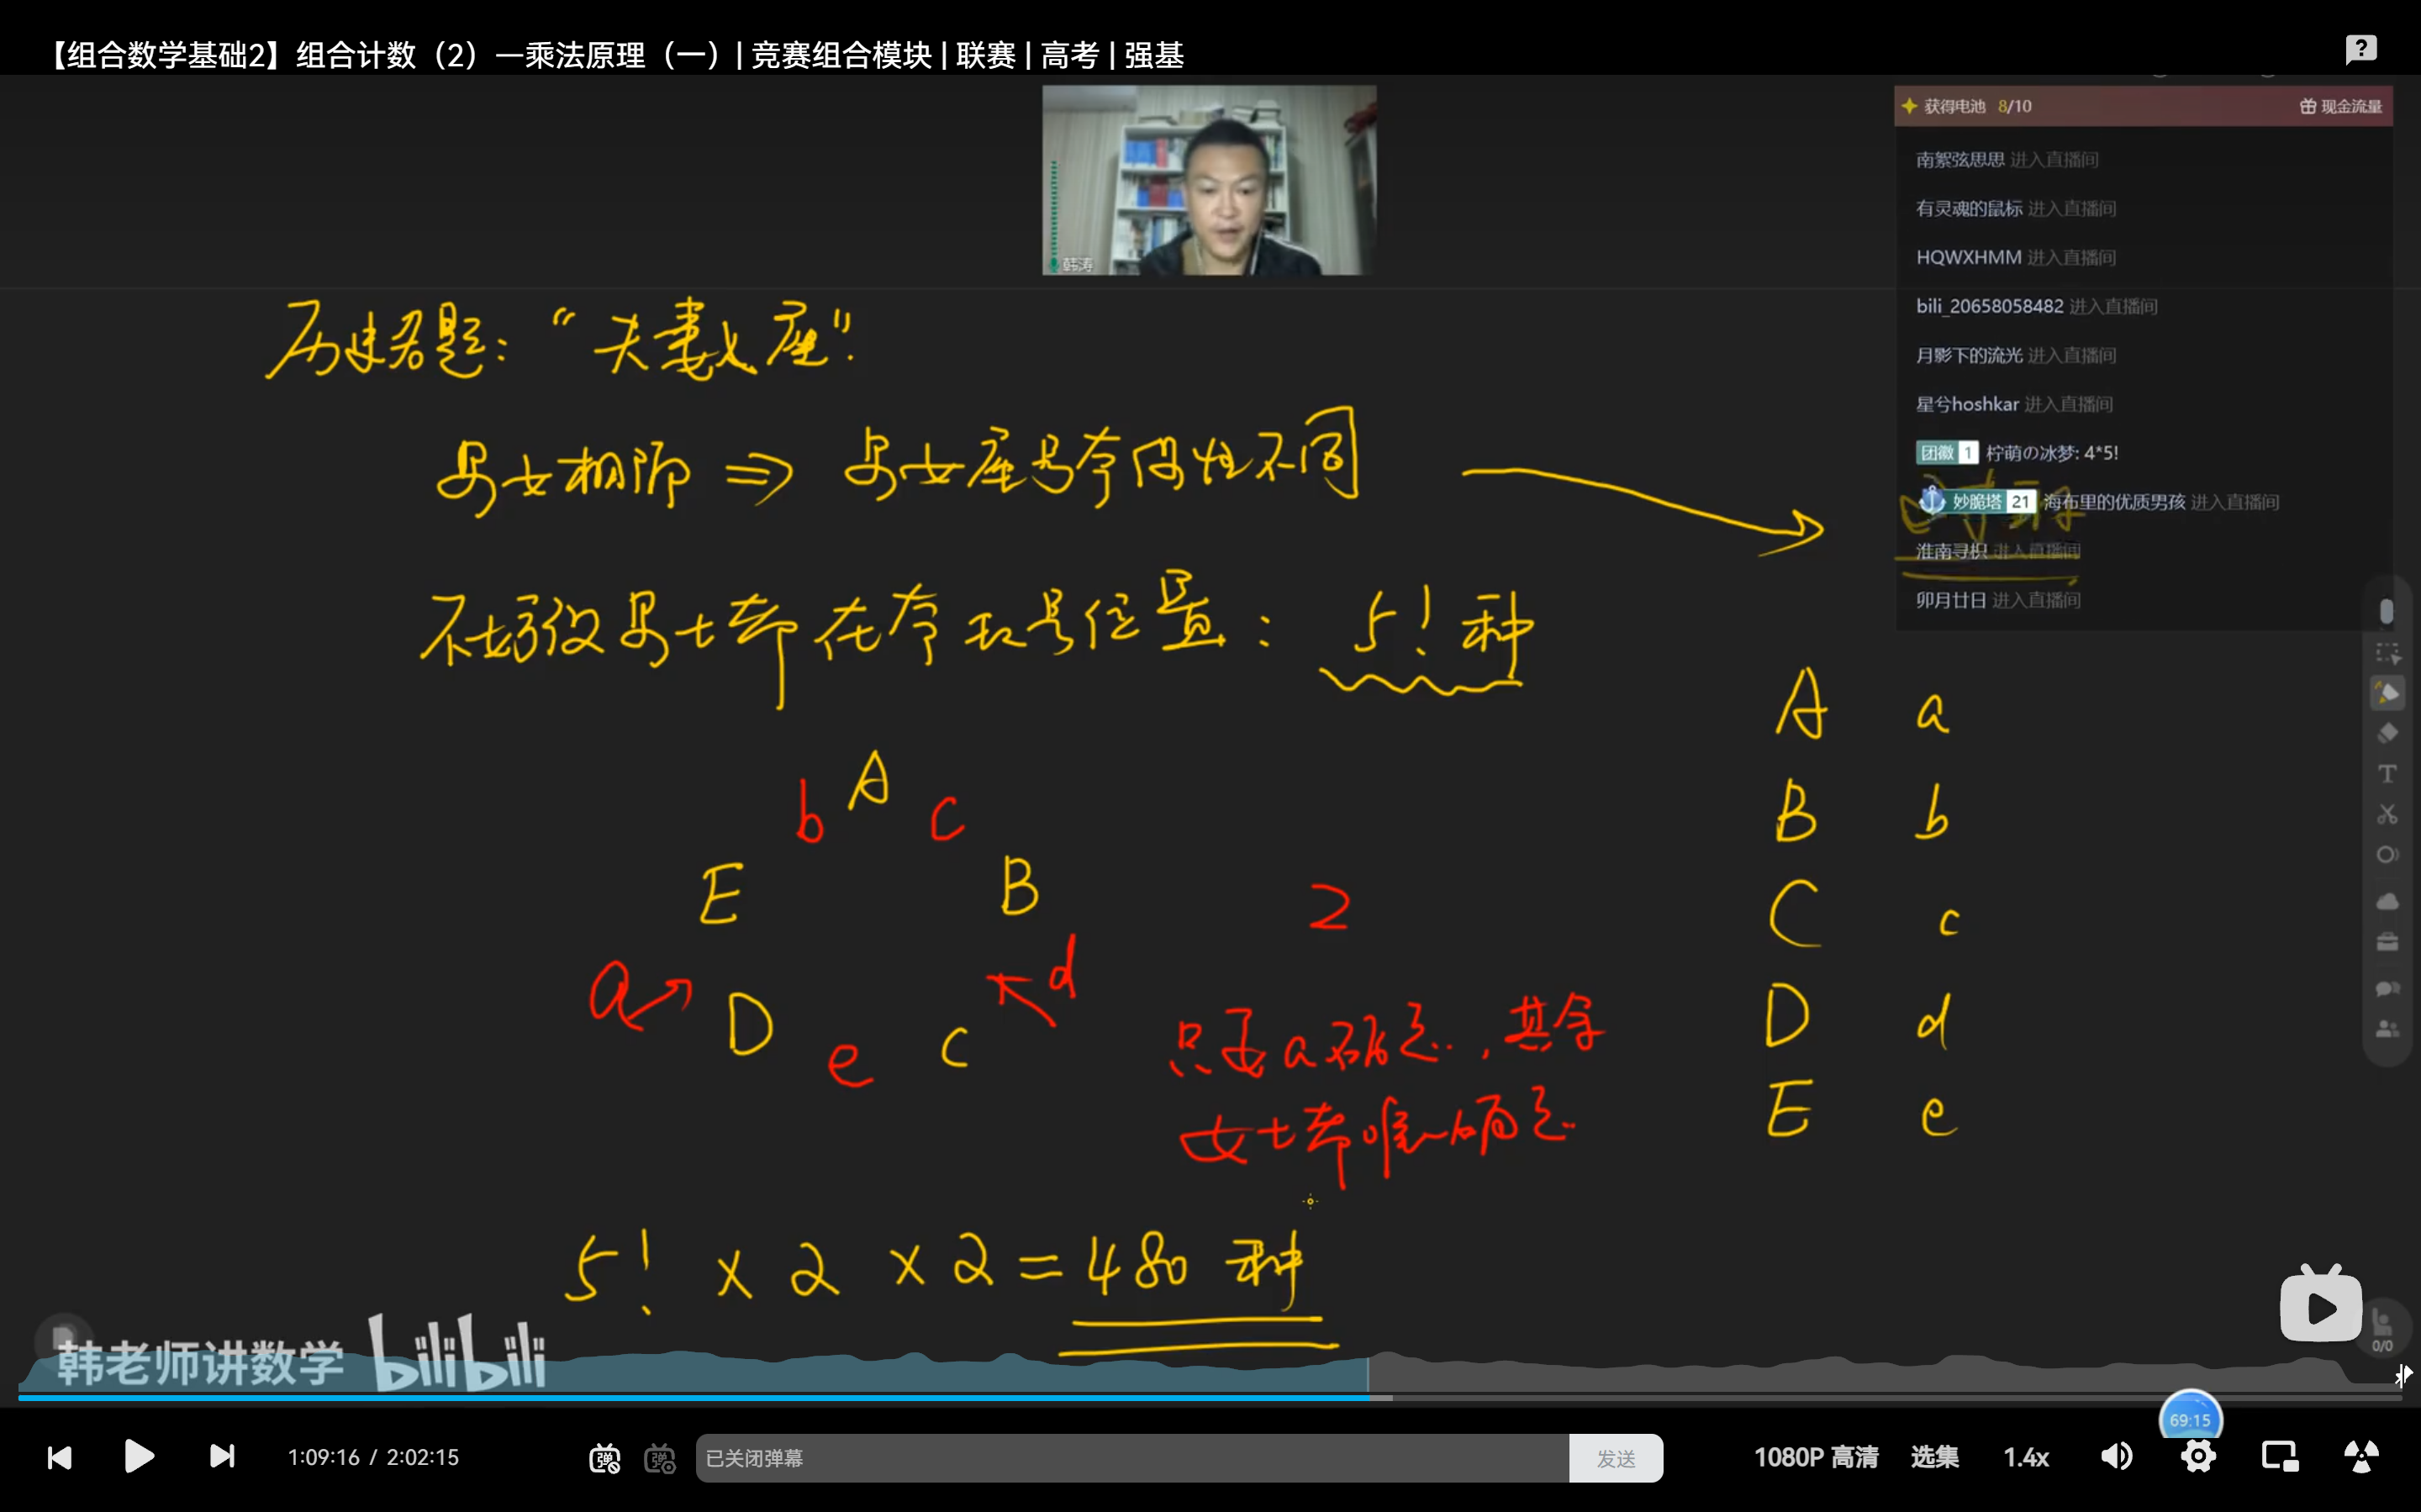 【组合数学基础2】组合计数（2）—乘法原理（一）| 竞赛组合模块 | 联赛 | 高考 | 强基
韩涛
获得电池 8/10 现金流量
南絮弦思思 进入直播间
有灵魂的鼠标 进入直播间
HQWXHMM 进入直播间
bili_20658058482 进入直播间
月影下的流光 进入直播间
星兮hoshkar 进入直播间
团徽 1 柠萌の冰梦: 4*5!
妙脆塔 21 海布里的优质男孩 进入直播间
淮南寻枳 进入直播间
卯月廿日 进入直播间
历史名题：“夫妻入座”.
男女相邻 ⇒ 男女座号奇偶性不同
不妨设男士都在奇数号位置： 5! 种
A
b c
E B
a d
D C
e
2
只要a确定，其余
女士都唯一确定
A a
B b
C c
D d
E e
5! × 2 × 2 = 480 种
韩老师讲数学 bilibili
0/0
69:15
1:09:16 / 2:02:15
弹 弹
已关闭弹幕
发送
1080P 高清 选集 1.4x